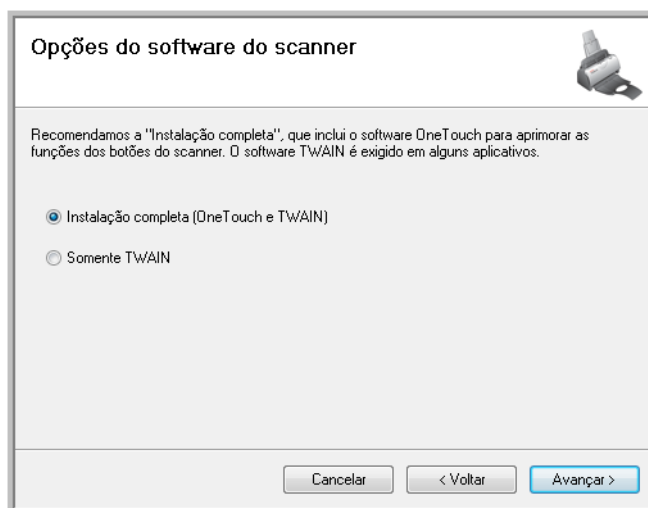 Opções do software do scanner
Recomendamos a "Instalação completa", que inclui o software OneTouch para aprimorar as
funções dos botões do scanner. O software TWAIN é exigido em alguns aplicativos.
Instalação completa (OneTouch e TWAIN)
Somente TWAIN
Cancelar
< Voltar
Avançar >